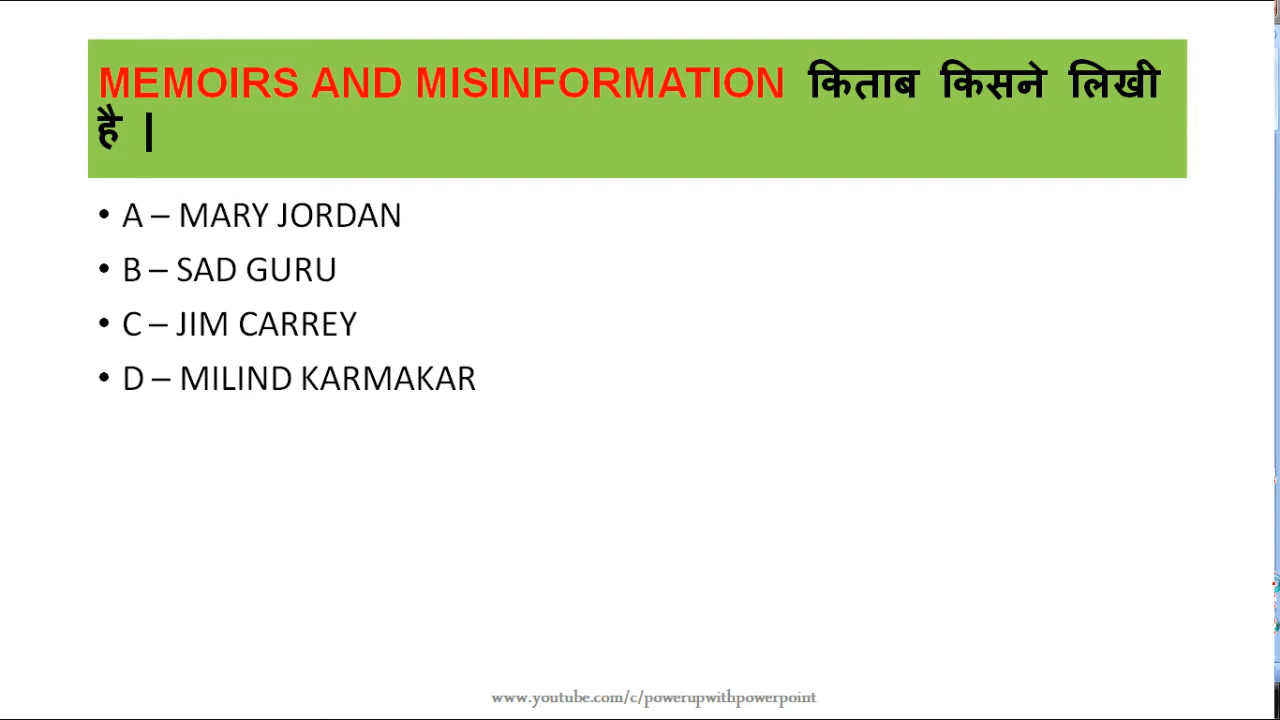 MEMOIRS AND MISINFORMATION किताब किसने लिखी
है |
• A – MARY JORDAN
• B – SAD GURU
• C – JIM CARREY
• D – MILIND KARMAKAR
www.youtube.com/c/powerupwithpowerpoint